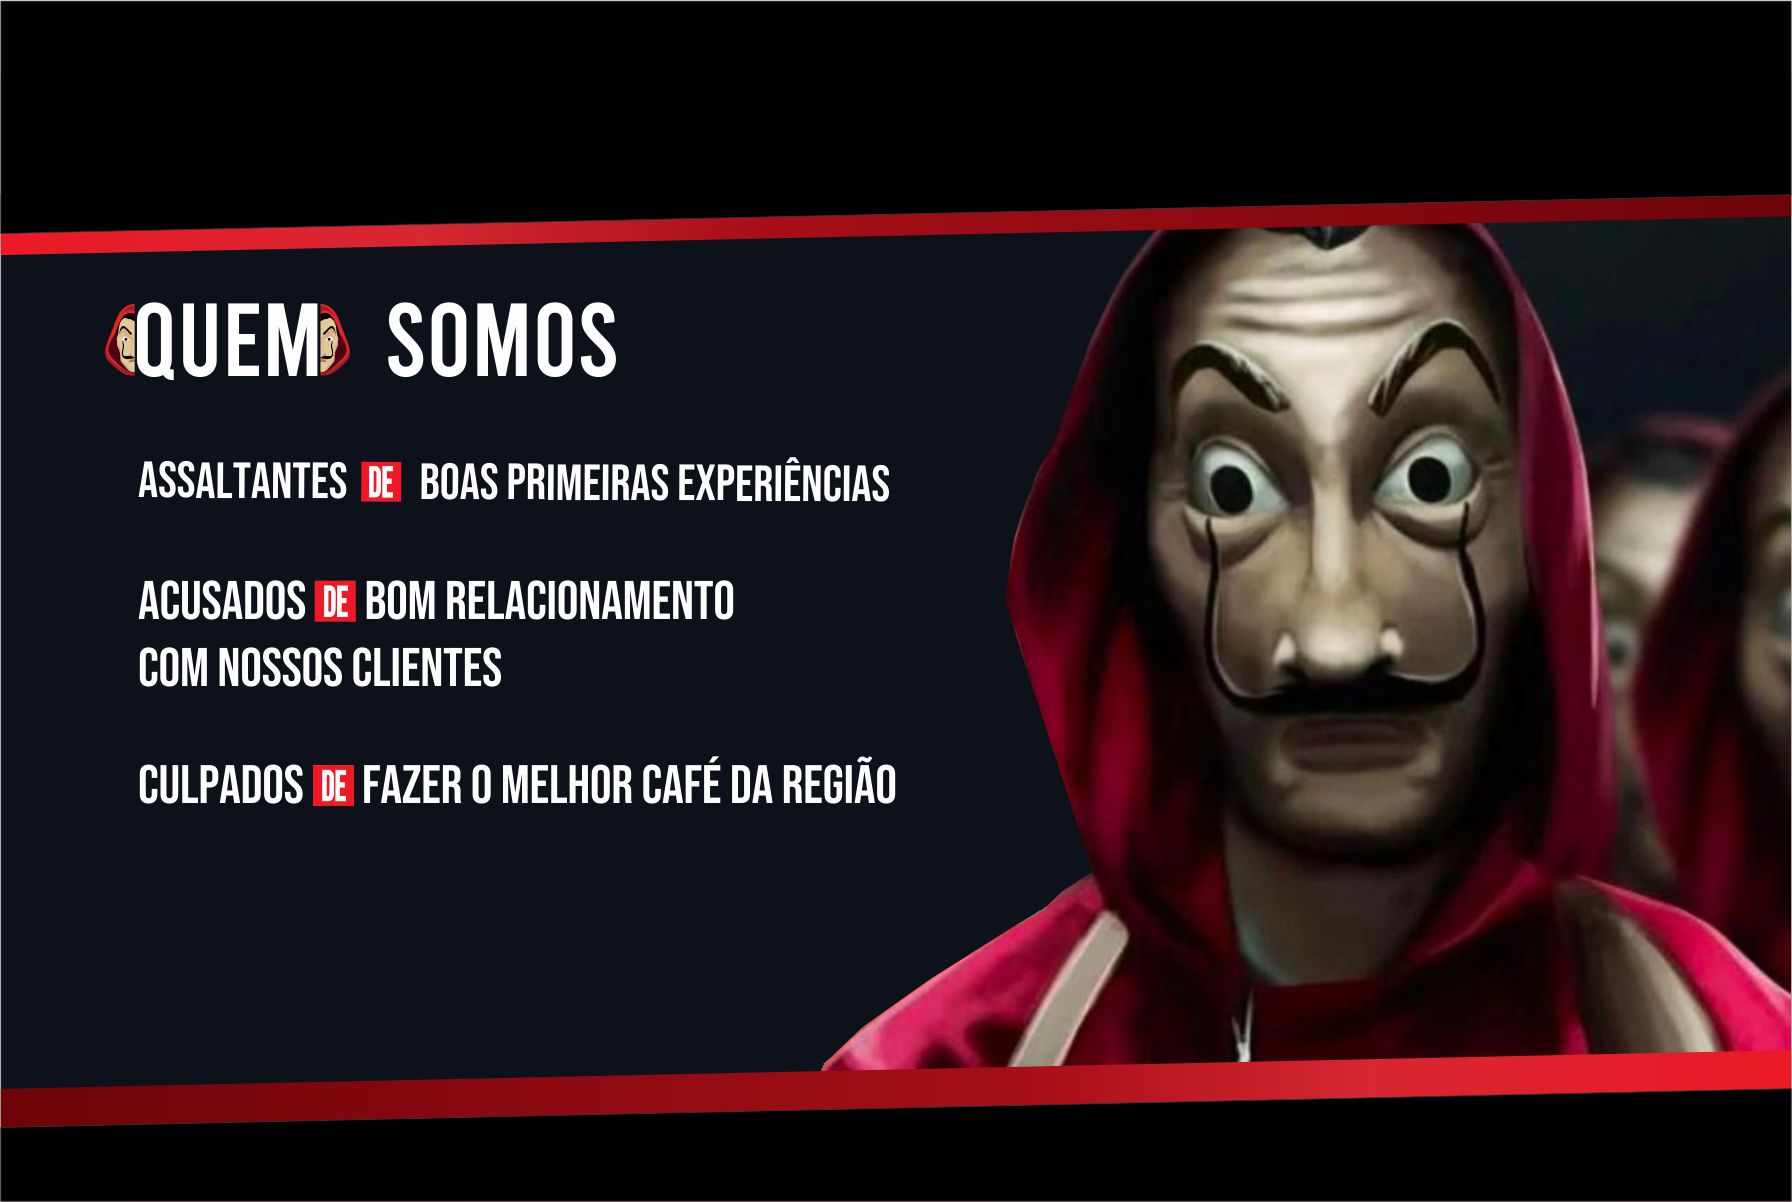 QUEM SOMOS
ASSALTANTES DE BOAS PRIMEIRAS EXPERIÊNCIAS
ACUSADOS DE BOM RELACIONAMENTO
COM NOSSOS CLIENTES
CULPADOS DE FAZER O MELHOR CAFÉ DA REGIÃO